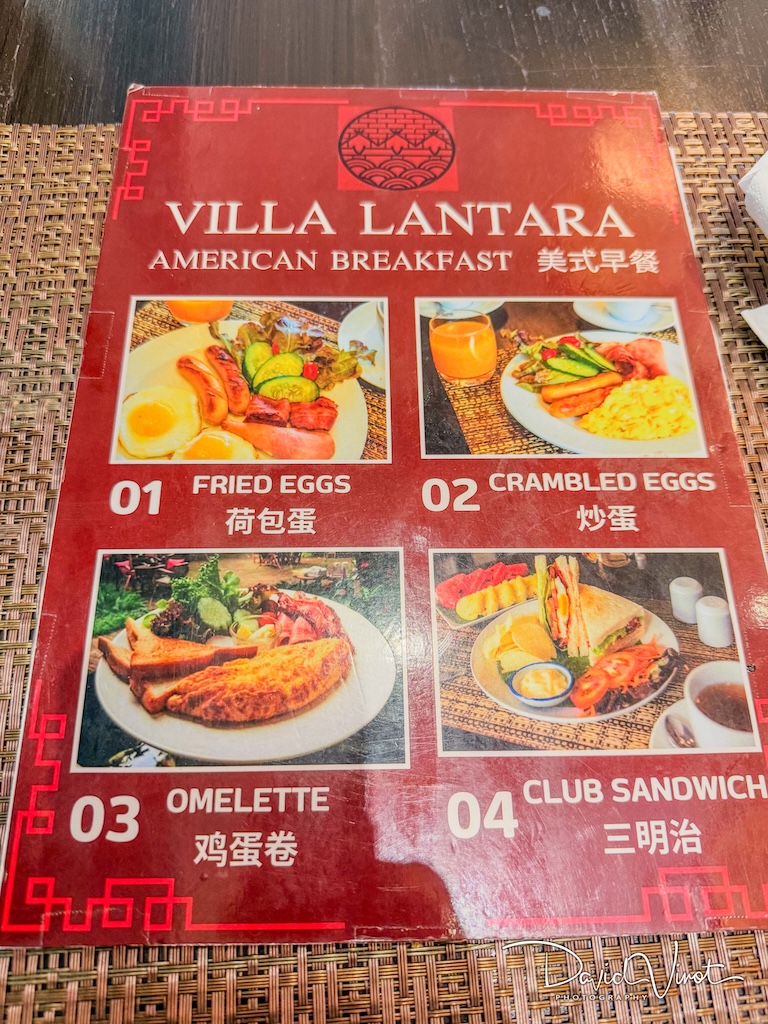 VILLA LANTARA
AMERICAN BREAKFAST 美式早餐
01 FRIED EGGS
荷包蛋
02 CRAMBLED EGGS
炒蛋
03 OMELETTE
鸡蛋卷
04 CLUB SANDWICH
三明治
David Virot
PHOTOGRAPHY